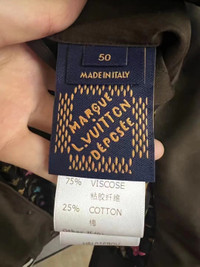 50
MADE IN ITALY
MARQUE
L.VUITTON
DÉPOSÉE
75% VISCOSE
粘胶纤维
25% COTTON
棉